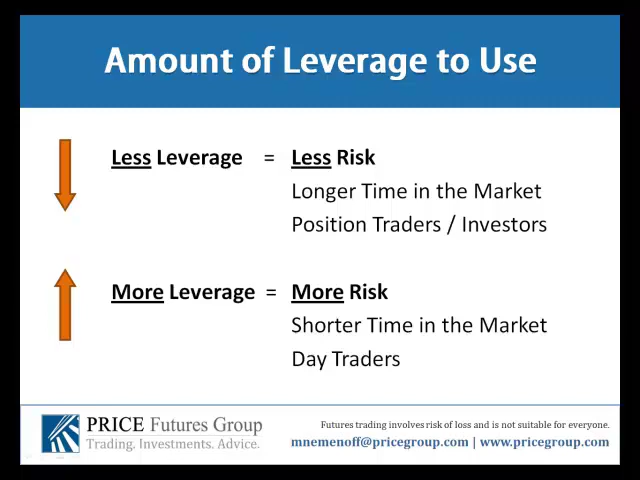 Amount of Leverage to Use
Less Leverage = Less Risk
Longer Time in the Market
Position Traders / Investors
More Leverage = More Risk
Shorter Time in the Market
Day Traders
PRICE Futures Group
Trading. Investments. Advice.
Futures trading involves risk of loss and is not suitable for everyone.
mnemenoff@pricegroup.com | www.pricegroup.com